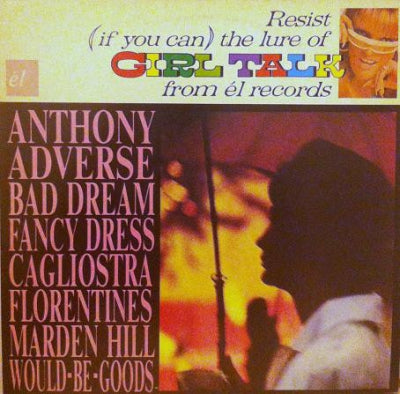 Resist
(if you can) the lure of
GIRL TALK
from él records
él
ANTHONY
ADVERSE
BAD DREAM
FANCY DRESS
CAGLIOSTRA
FLORENTINES
MARDEN HILL
WOULD-BE-GOODS